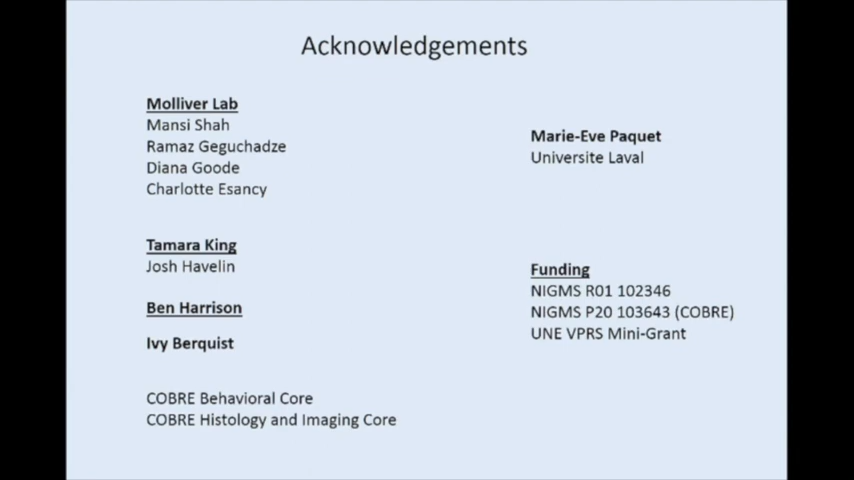 Acknowledgements
Molliver Lab
Mansi Shah
Ramaz Geguchadze
Diana Goode
Charlotte Esancy
Tamara King
Josh Havelin
Ben Harrison
Ivy Berquist
COBRE Behavioral Core
COBRE Histology and Imaging Core
Marie-Eve Paquet
Universite Laval
Funding
NIGMS R01 102346
NIGMS P20 103643 (COBRE)
UNE VPRS Mini-Grant